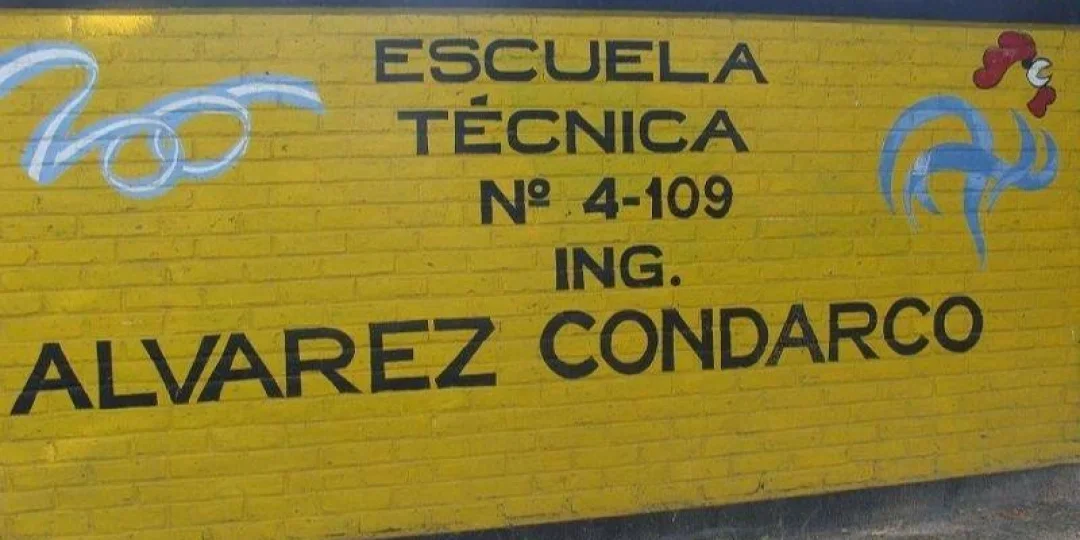 ESCUELA
TÉCNICA
Nº 4-109
ING.
ALVAREZ CONDARCO